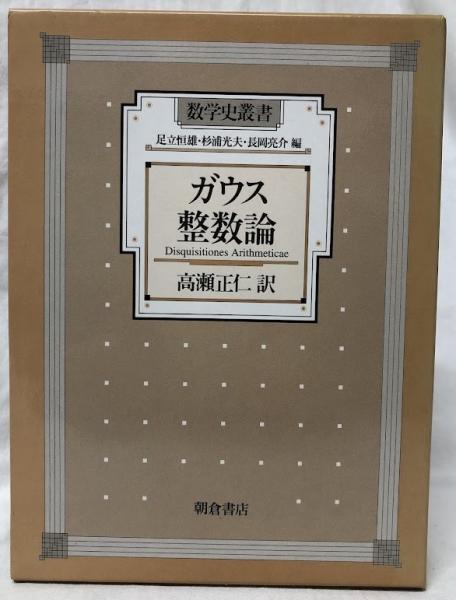 数学史叢書
足立恒雄・杉浦光夫・長岡亮介 編
ガウス
整数論
Disquisitiones Arithmeticae
高瀬正仁 訳
朝倉書店